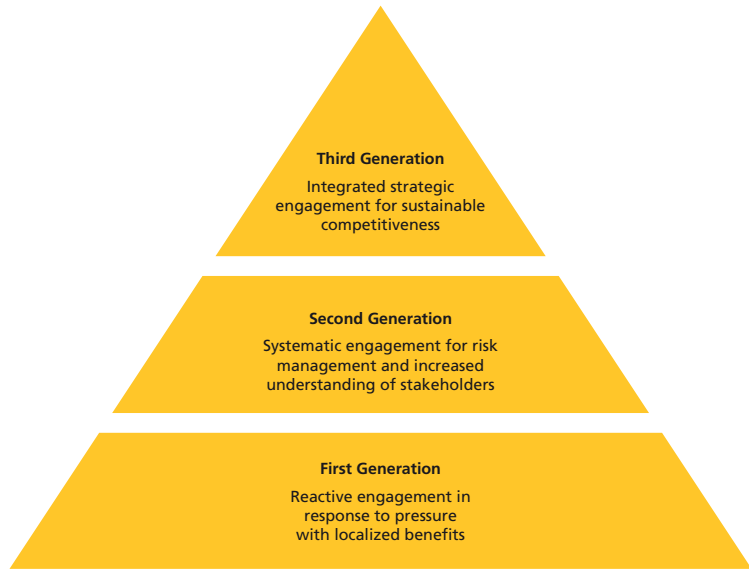 Third Generation
Integrated strategic
engagement for sustainable
competitiveness
Second Generation
Systematic engagement for risk
management and increased
understanding of stakeholders
First Generation
Reactive engagement in
response to pressure
with localized benefits